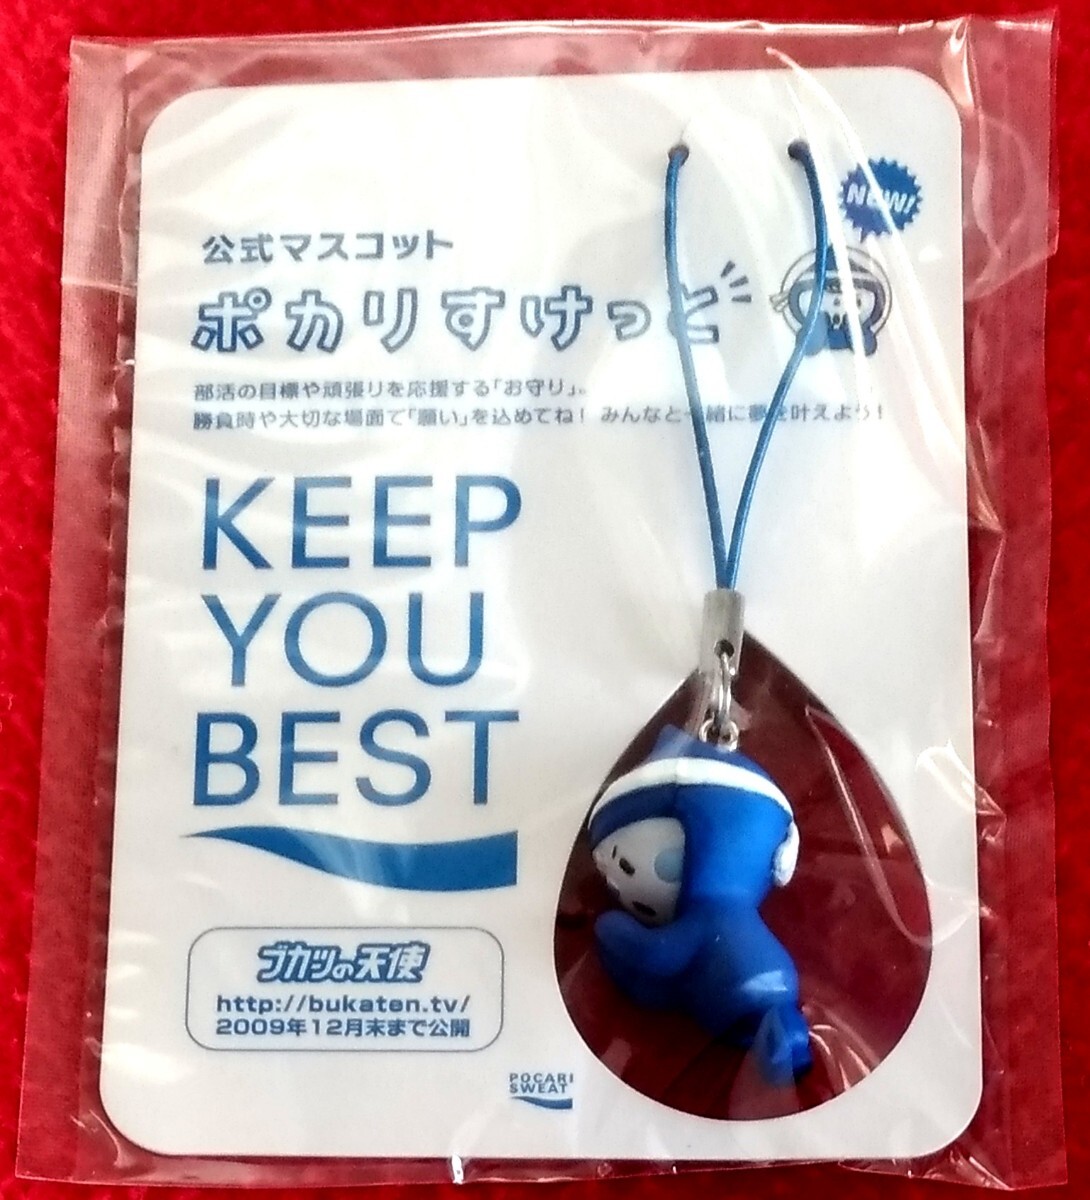 NEW!
公式マスコット
ポカリすけっと
部活の目標や頑張りを応援する「お守り」。
勝負時や大切な場面で「願い」を込めてね! みんなと一緒に夢を叶えよう!
KEEP
YOU
BEST
ブカツの天使
http://bukaten.tv/
2009年12月末まで公開
POCARI
SWEAT